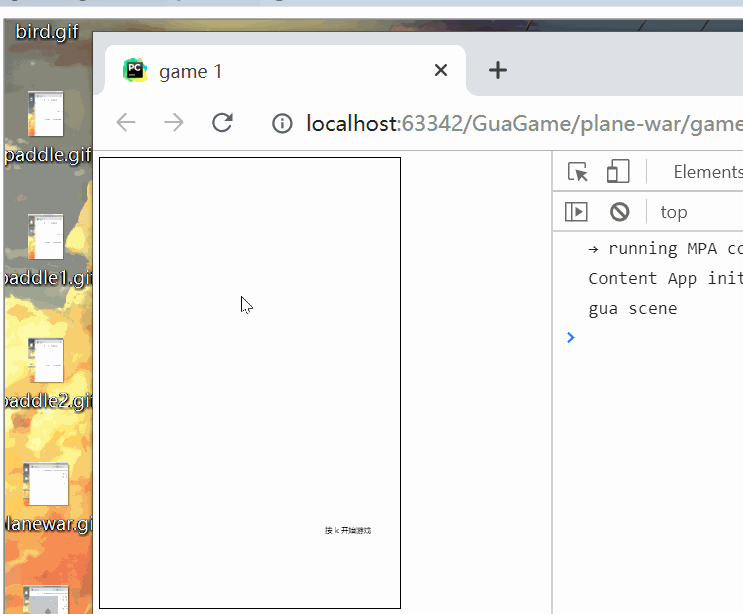 bird.gif
game 1
localhost:63342/GuaGame/plane-war/game
paddle.gif
Elements
top
→ running MPA co
Content App init
paddle1.gi
gua scene
paddle2.gif
planewar.gi
按 k 开始游戏